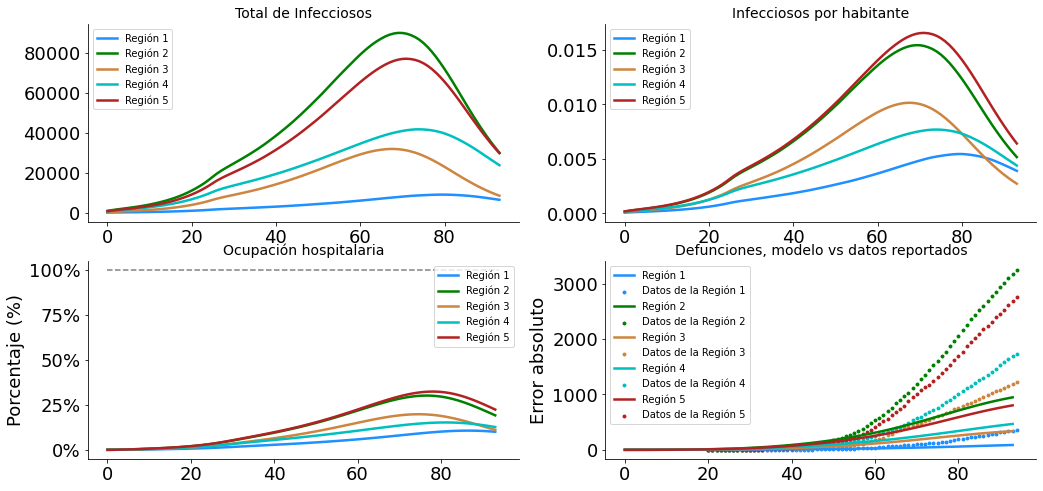 Total de Infecciosos
80000
60000
40000
20000
0
0 20 40 60 80
Región 1
Región 2
Región 3
Región 4
Región 5
Infecciosos por habitante
0.015
0.010
0.005
0.000
0 20 40 60 80
Región 1
Región 2
Región 3
Región 4
Región 5
Ocupación hospitalaria
Porcentaje (%)
100%
75%
50%
25%
0%
0 20 40 60 80
Región 1
Región 2
Región 3
Región 4
Región 5
Defunciones, modelo vs datos reportados
Error absoluto
3000
2000
1000
0
0 20 40 60 80
Región 1
Datos de la Región 1
Región 2
Datos de la Región 2
Región 3
Datos de la Región 3
Región 4
Datos de la Región 4
Región 5
Datos de la Región 5